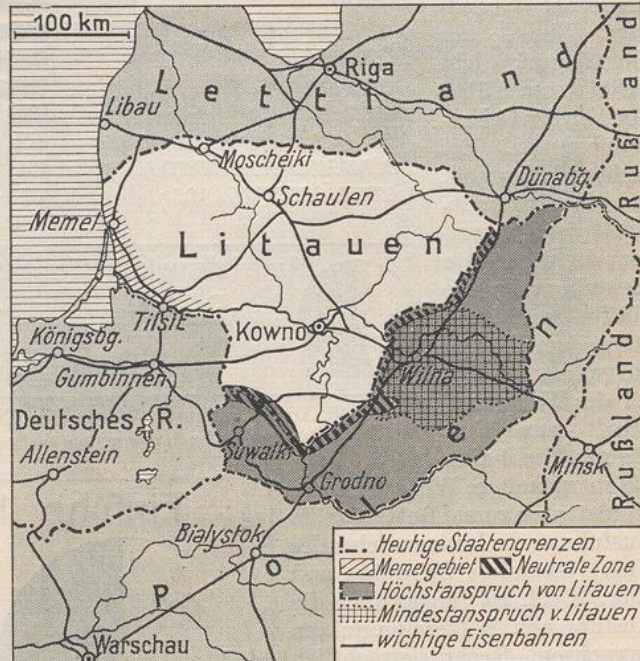 100 km
Riga
Lettland
Rußland
Libau
Moscheiki
Schaulen
Dünabg.
Memel
Litauen
Tilsit
Kowno
Königsbg.
Gumbinnen
Wilna
Deutsches R.
Suwalki
Allenstein
Minsk
Rußland
Grodno
Bialystok
Polen
Warschau
Heutige Staatengrenzen
Memelgebiet Neutrale Zone
Höchstanspruch von Litauen
Mindestanspruch v. Litauen
wichtige Eisenbahnen